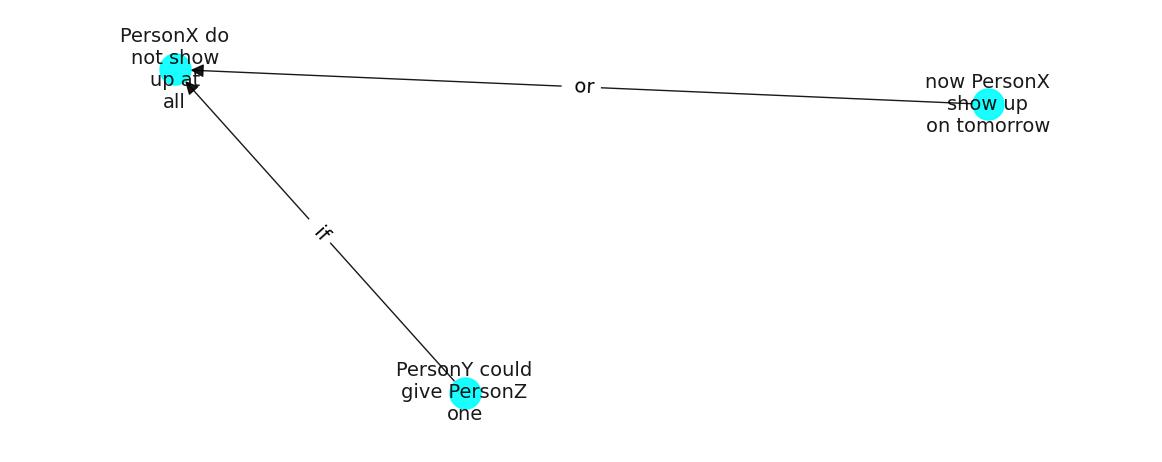 PersonX do
not show
up at
all
or
now PersonX
show up
on tomorrow
if
PersonY could
give PersonZ
one